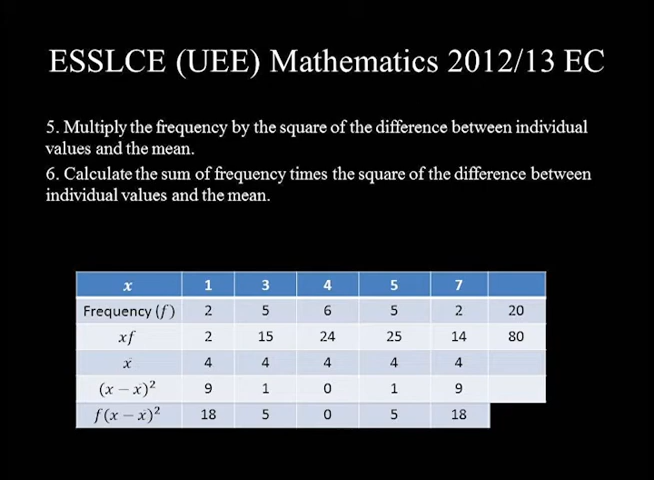 ESSLCE (UEE) Mathematics 2012/13 EC
5. Multiply the frequency by the square of the difference between individual
values and the mean.
6. Calculate the sum of frequency times the square of the difference between
individual values and the mean.
x 1 3 4 5 7
Frequency (f) 2 5 6 5 2 20
xf 2 15 24 25 14 80
ẋ 4 4 4 4 4
(x − ẋ)² 9 1 0 1 9
f(x − ẋ)² 18 5 0 5 18